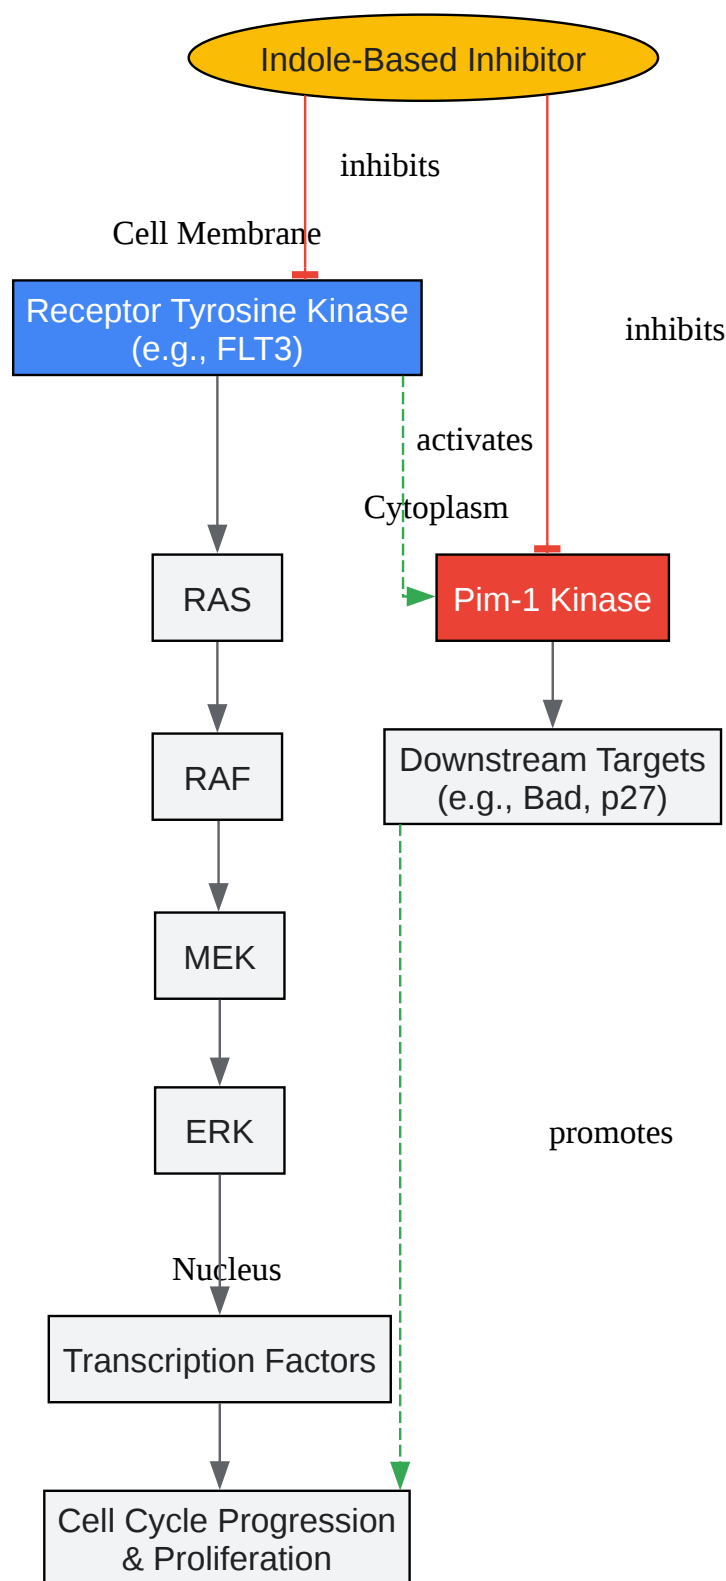 Indole-Based Inhibitor
inhibits
Cell Membrane
Receptor Tyrosine Kinase
(e.g., FLT3)
inhibits
activates
Cytoplasm
RAS
Pim-1 Kinase
RAF
Downstream Targets
(e.g., Bad, p27)
MEK
ERK
promotes
Nucleus
Transcription Factors
Cell Cycle Progression
& Proliferation